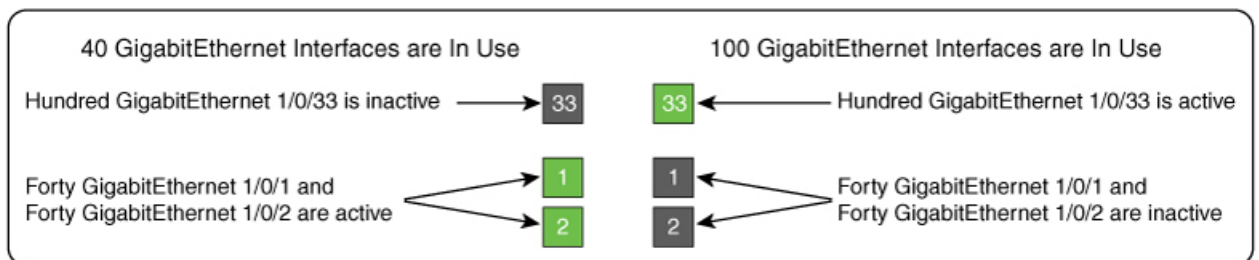 40 GigabitEthernet Interfaces are In Use
100 GigabitEthernet Interfaces are In Use
Hundred GigabitEthernet 1/0/33 is inactive
33
33
Hundred GigabitEthernet 1/0/33 is active
Forty GigabitEthernet 1/0/1 and
Forty GigabitEthernet 1/0/2 are active
1
2
1
2
Forty GigabitEthernet 1/0/1 and
Forty GigabitEthernet 1/0/2 are inactive